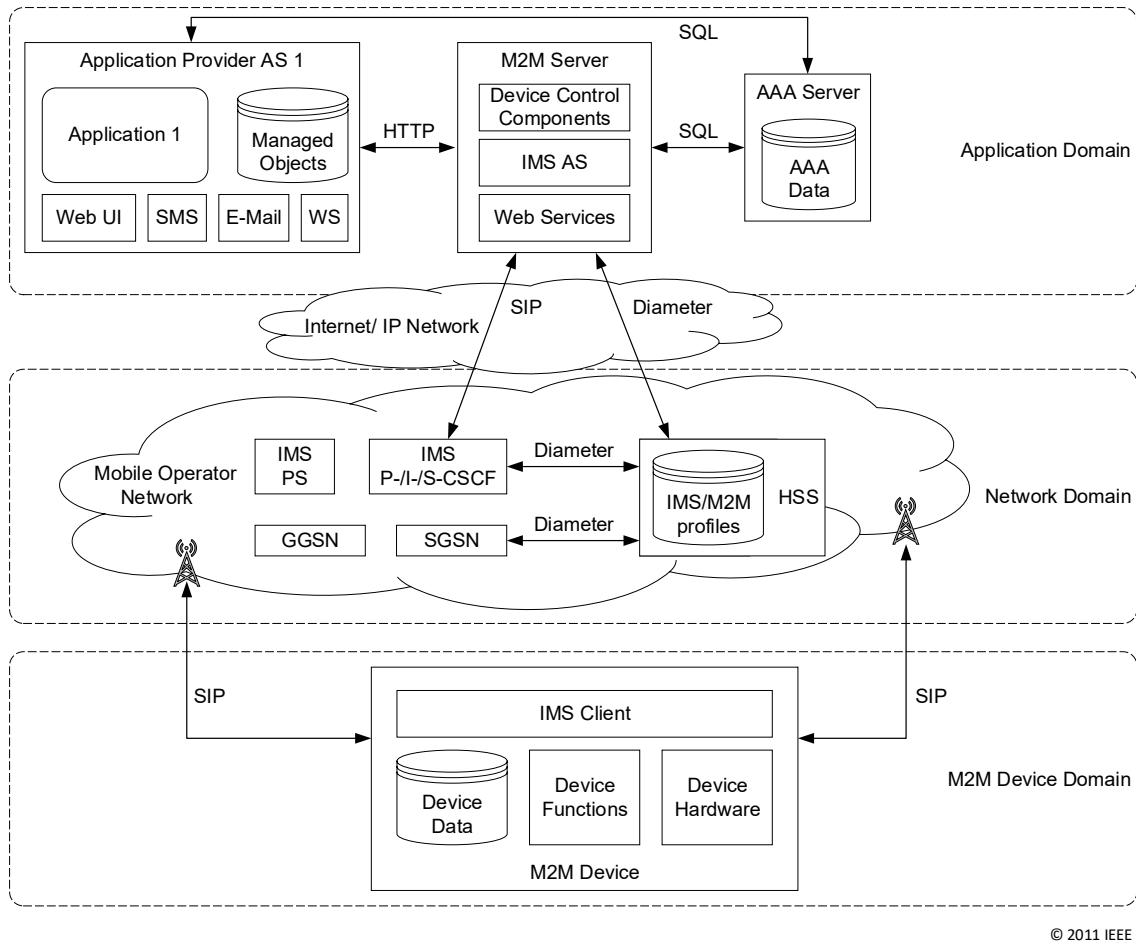 SQL
Application Provider AS 1
M2M Server
AAA Server
Application 1
Managed
Objects
HTTP
Device Control
Components
IMS AS
Web Services
SQL
AAA
Data
Application Domain
Web UI
SMS
E-Mail
WS
Internet/ IP Network
SIP
Diameter
Mobile Operator
Network
IMS
PS
IMS
P-/I-/S-CSCF
Diameter
IMS/M2M
profiles
HSS
Network Domain
GGSN
SGSN
Diameter
SIP
SIP
IMS Client
Device
Data
Device
Functions
Device
Hardware
M2M Device
M2M Device Domain
© 2011 IEEE